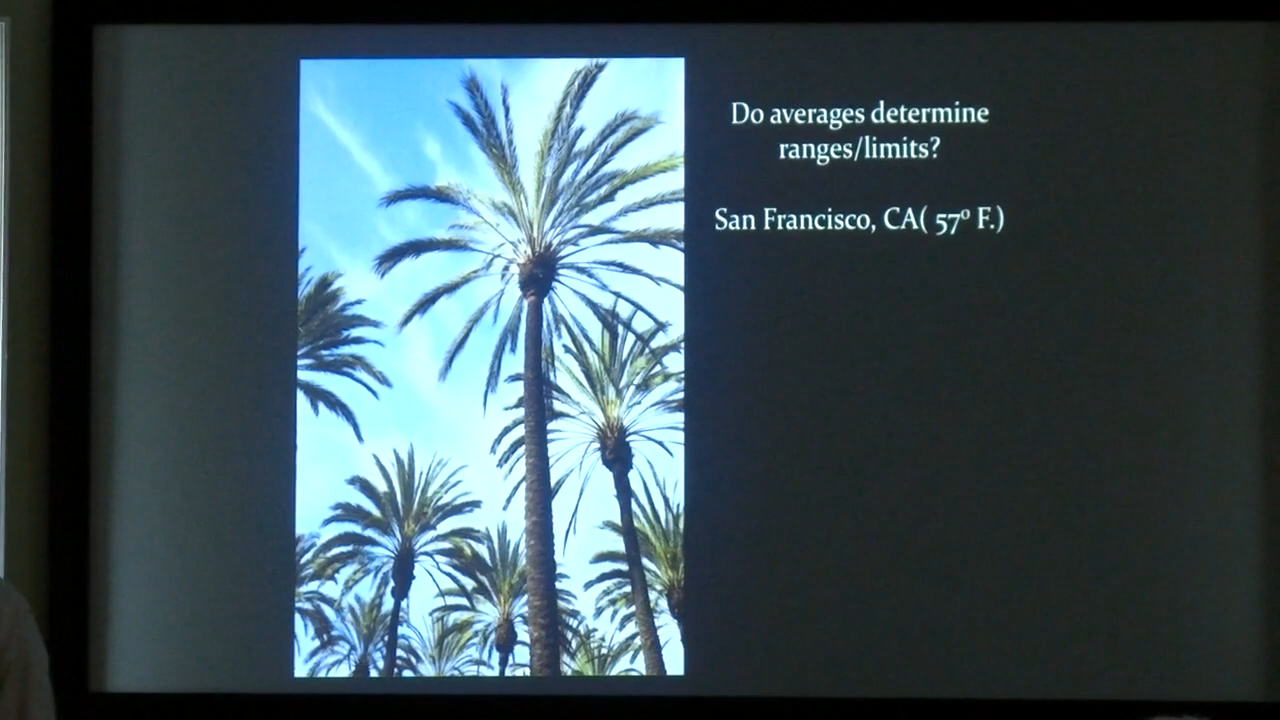 Do averages determine
ranges/limits?
San Francisco, CA( 57º F.)